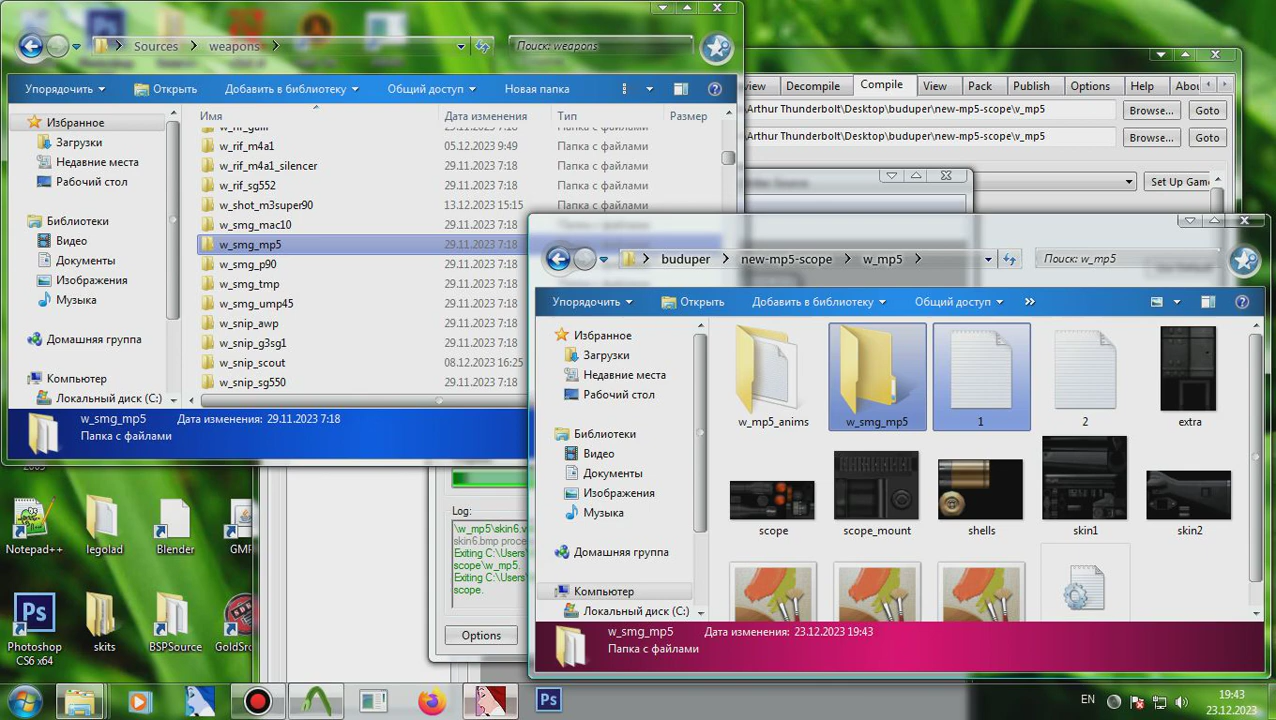 Sources weapons
Поиск: weapons
Упорядочить Открыть Добавить в библиотеку Общий доступ Новая папка
Избранное
Загрузки
Недавние места
Рабочий стол
Библиотеки
Видео
Документы
Изображения
Музыка
Домашняя группа
Компьютер
Локальный диск (C:)
Имя Дата изменения Тип Размер
w_rif_m4a1 05.12.2023 9:49 Папка с файлами
w_rif_m4a1_silencer 29.11.2023 7:18 Папка с файлами
w_rif_sg552 29.11.2023 7:18 Папка с файлами
w_shot_m3super90 13.12.2023 15:15 Папка с файлами
w_smg_mac10 29.11.2023 7:18
w_smg_mp5 29.11.2023 7:18
w_smg_p90 29.11.2023 7:18
w_smg_tmp 29.11.2023 7:18
w_smg_ump45 29.11.2023 7:18
w_snip_awp 29.11.2023 7:18
w_snip_g3sg1 29.11.2023 7:18
w_snip_scout 08.12.2023 16:25
w_snip_sg550 29.11.2023 7:18
w_smg_mp5 Дата изменения: 29.11.2023 7:18
Папка с файлами
Decompile Compile View Pack Publish Options Help
Arthur Thunderbolt\Desktop\buduper\new-mp5-scope\v_mp5 Browse... Goto
Arthur Thunderbolt\Desktop\buduper\new-mp5-scope\v_mp5 Browse... Goto
Set Up Gam
buduper new-mp5-scope w_mp5
Поиск: w_mp5
Упорядочить Открыть Добавить в библиотеку Общий доступ »
Избранное
Загрузки
Недавние места
Рабочий стол
Библиотеки
Видео
Документы
Изображения
Музыка
Домашняя группа
Компьютер
Локальный диск (C:)
w_mp5_anims w_smg_mp5 1 2 extra
scope scope_mount shells skin1 skin2
w_smg_mp5 Дата изменения: 23.12.2023 19:43
Папка с файлами
Log:
\w_mp5\skin6.v
skin6.bmp proce
Exiting C:\Users
scope\w_mp5.
Exiting C:\Users
scope.
Options
Notepad++ legolad Blender GMF
Photoshop CS6 x64
skits BSPSource GoldSrc
Ps
EN
19:43
23.12.2023